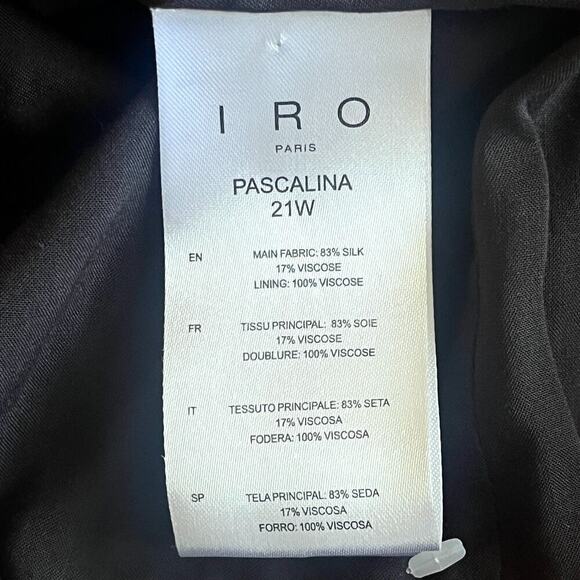 IRO
PARIS
PASCALINA
21W
EN
MAIN FABRIC: 83% SILK
17% VISCOSE
LINING: 100% VISCOSE
FR
TISSU PRINCIPAL: 83% SOIE
17% VISCOSE
DOUBLURE: 100% VISCOSE
IT
TESSUTO PRINCIPALE: 83% SETA
17% VISCOSA
FODERA: 100% VISCOSA
SP
TELA PRINCIPAL: 83% SEDA
17% VISCOSA
FORRO: 100% VISCOSA